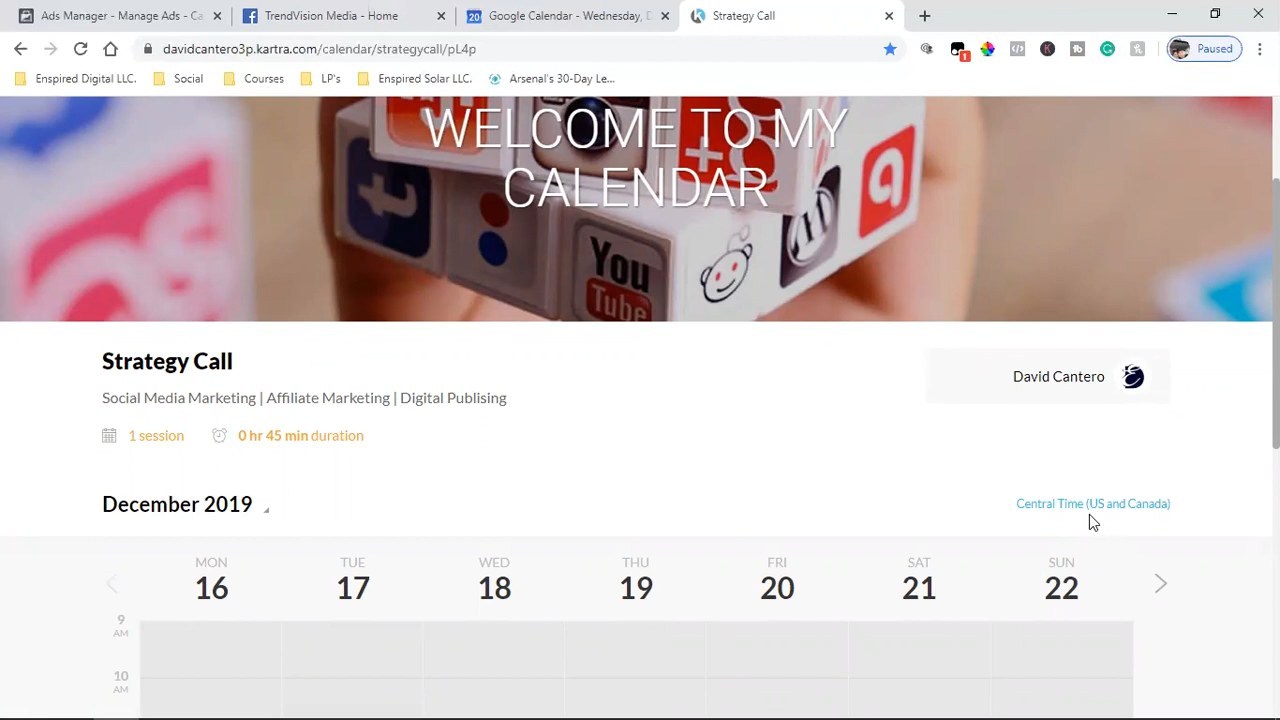 Ads Manager - Manage Ads - Ca
TrendVision Media - Home
Google Calendar - Wednesday, D
Strategy Call
davidcantero3p.kartra.com/calendar/strategycall/pL4p
1
Paused
Enspired Digital LLC.
Social
Courses
LP's
Enspired Solar LLC.
Arsenal's 30-Day Le...
WELCOME TO MY
CALENDAR
You
Tube
Strategy Call
David Cantero
Social Media Marketing | Affiliate Marketing | Digital Publising
1 session
0 hr 45 min duration
December 2019
Central Time (US and Canada)
MON
TUE
WED
THU
FRI
SAT
SUN
16
17
18
19
20
21
22
9
AM
10
AM